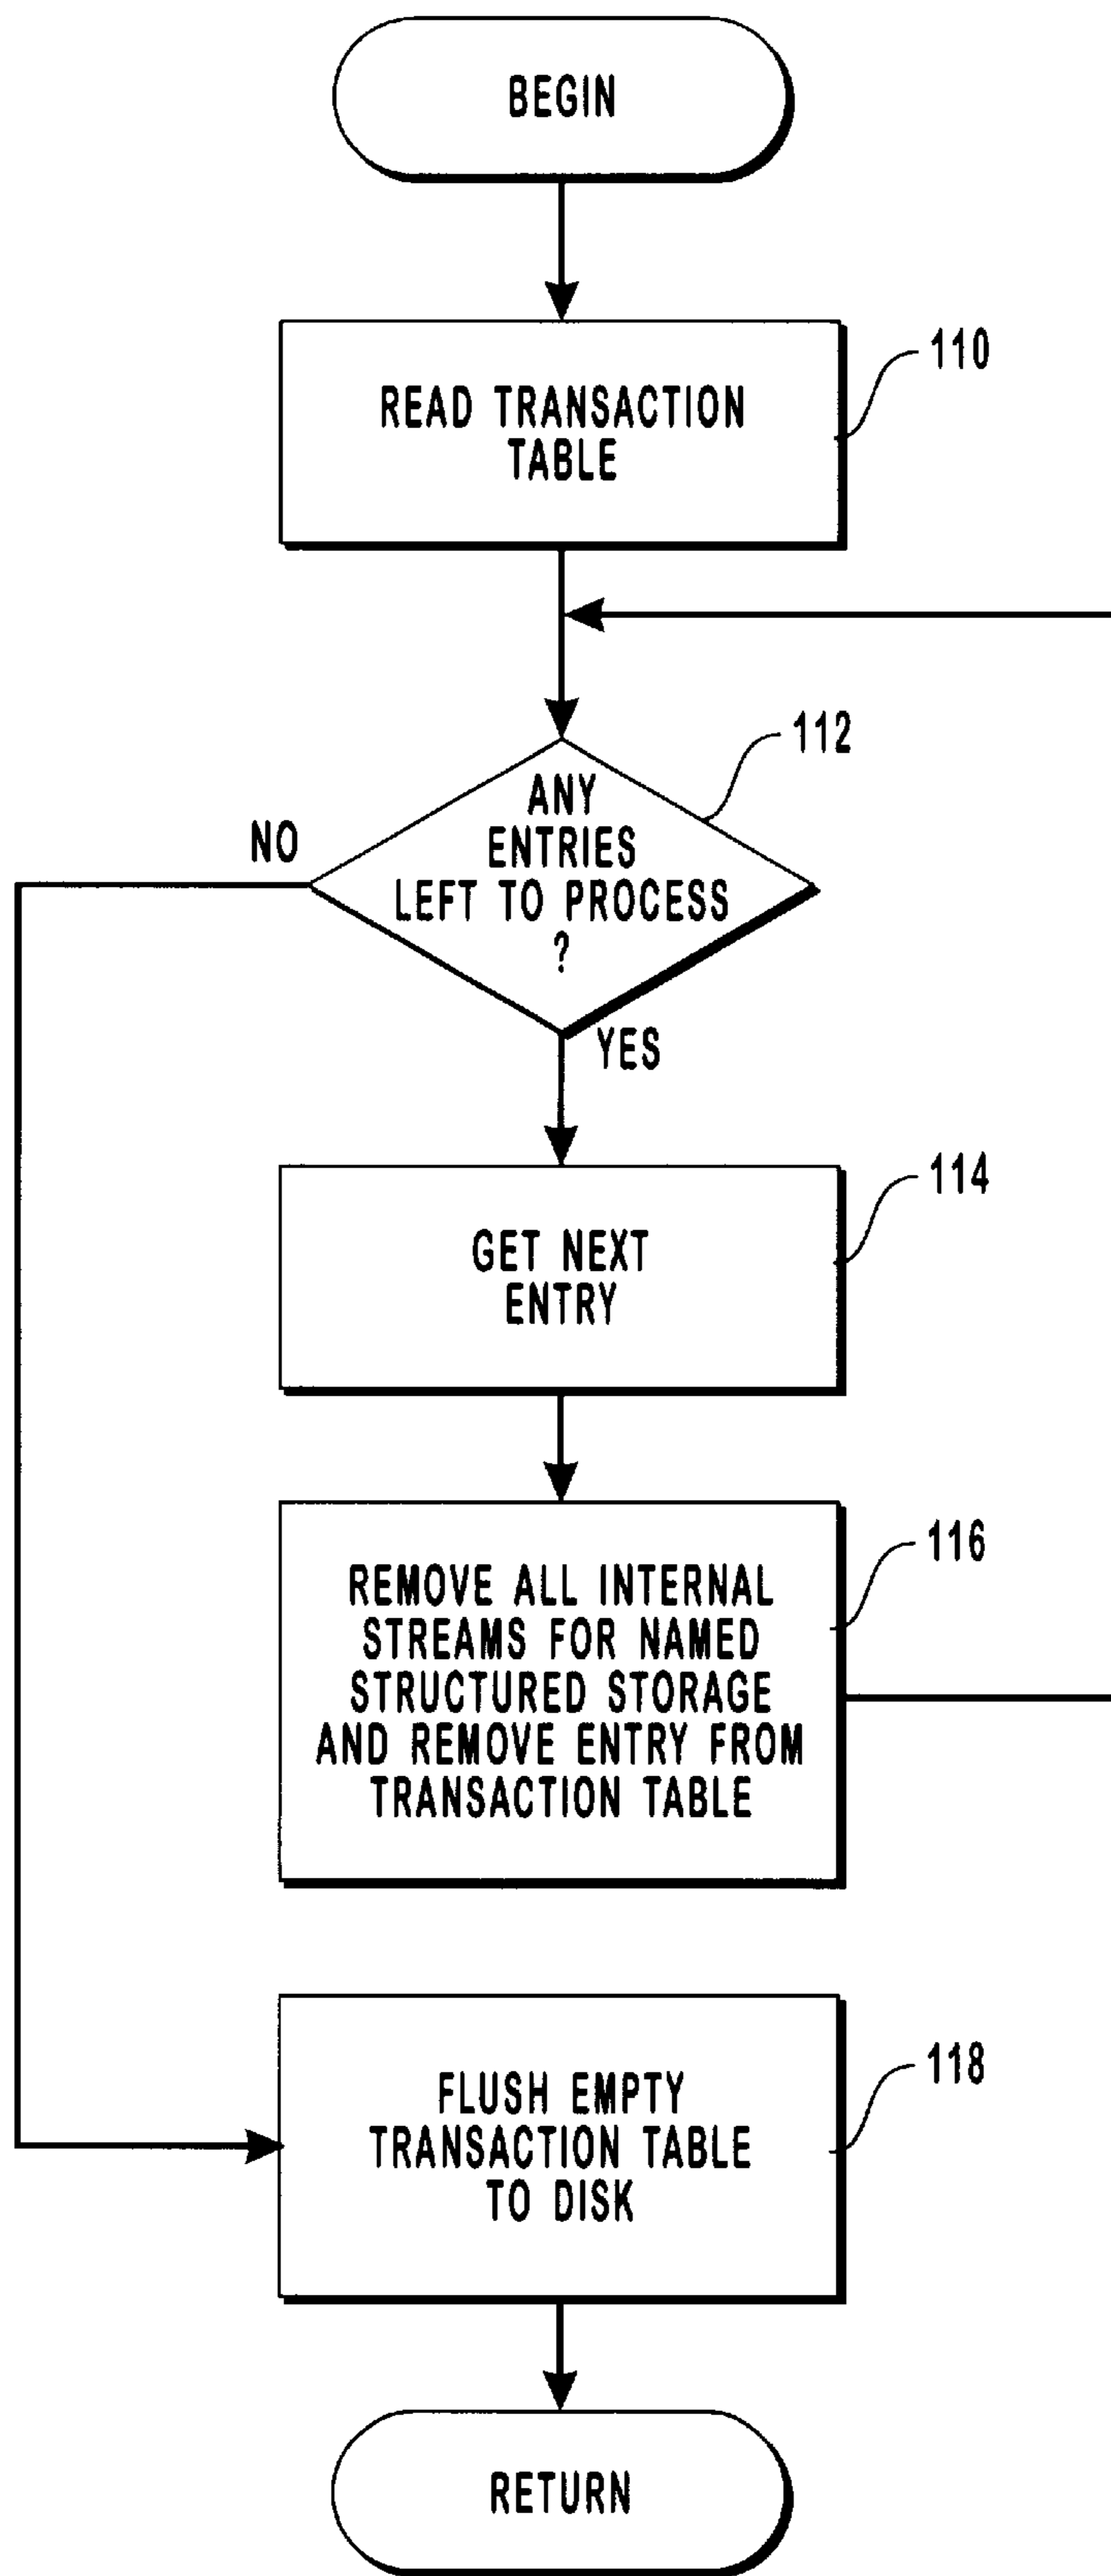 BEGIN
110
READ TRANSACTION
TABLE
112
ANY
ENTRIES
LEFT TO PROCESS
?
NO
YES
114
GET NEXT
ENTRY
116
REMOVE ALL INTERNAL
STREAMS FOR NAMED
STRUCTURED STORAGE
AND REMOVE ENTRY FROM
TRANSACTION TABLE
118
FLUSH EMPTY
TRANSACTION TABLE
TO DISK
RETURN